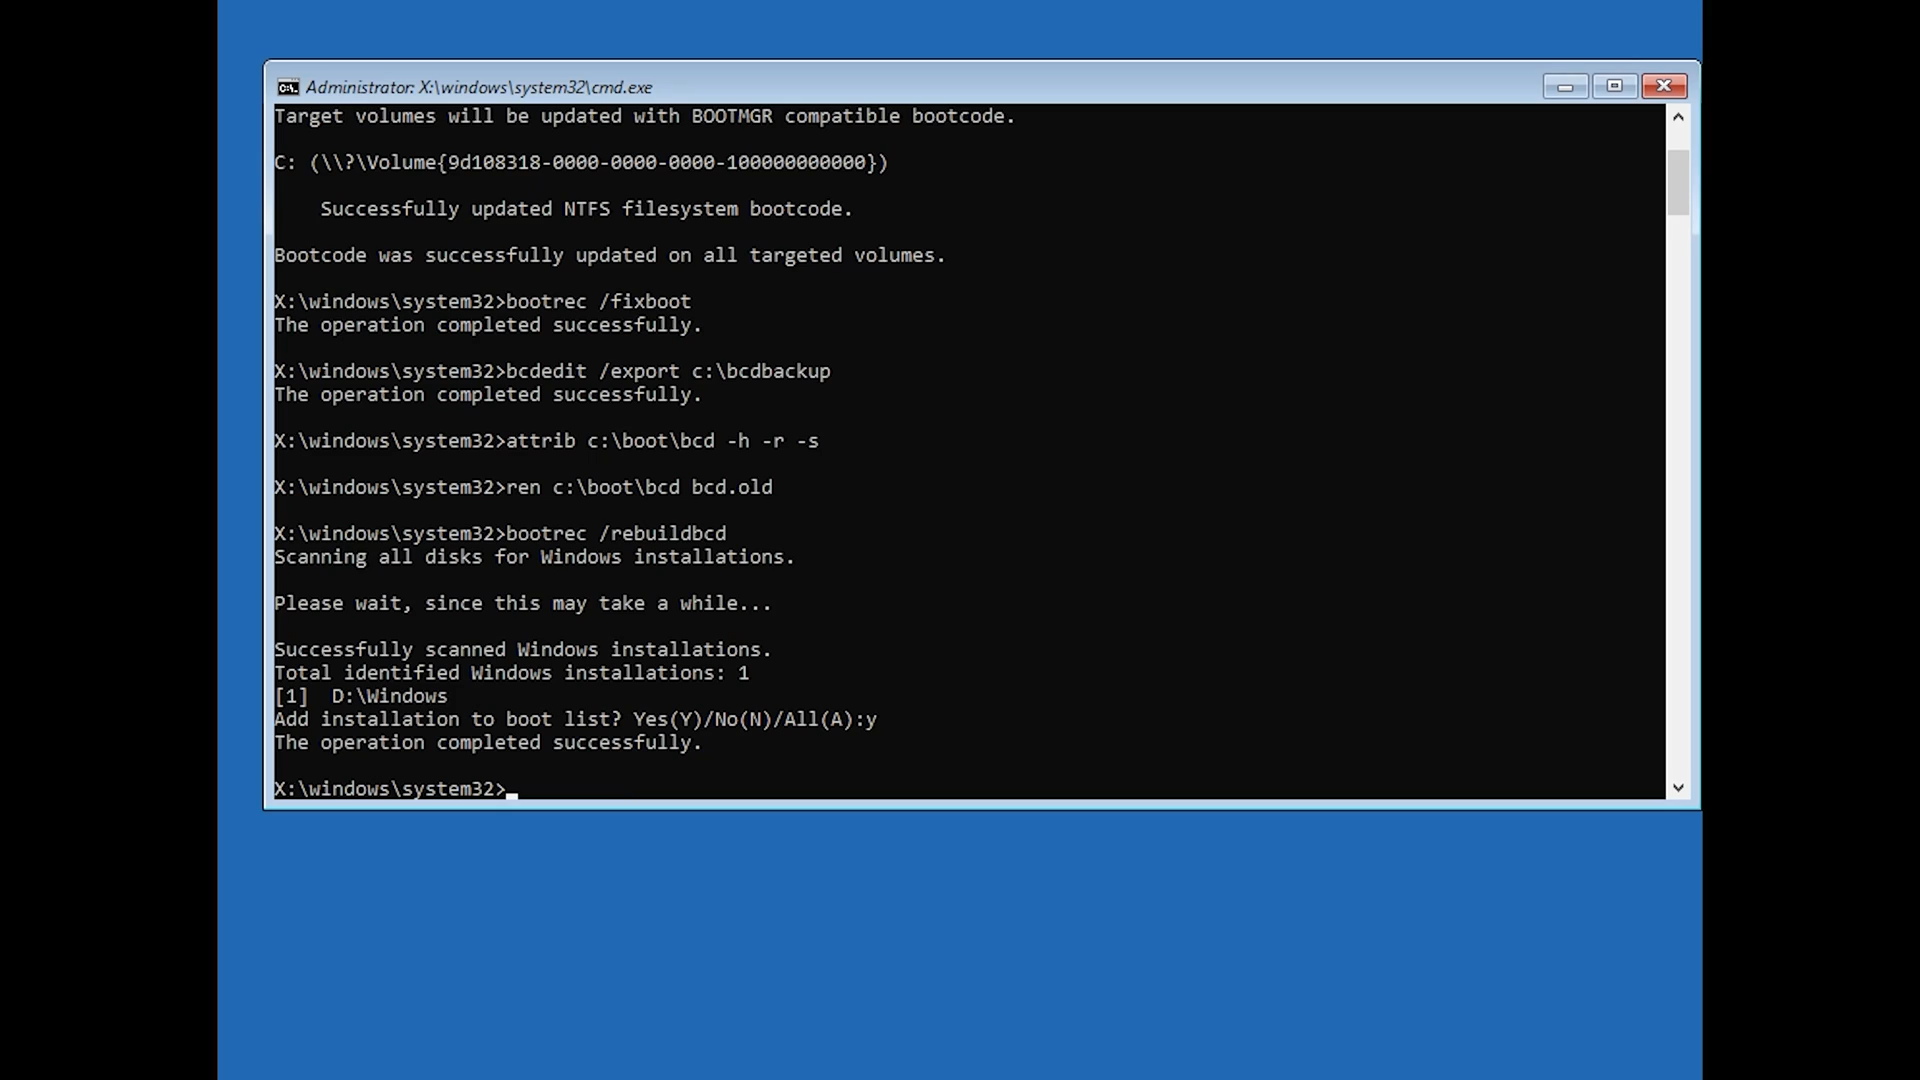 Administrator: X:\windows\system32\cmd.exe
Target volumes will be updated with BOOTMGR compatible bootcode.
C: (\\?\Volume{9d108318-0000-0000-0000-100000000000})
Successfully updated NTFS filesystem bootcode.
Bootcode was successfully updated on all targeted volumes.
X:\windows\system32>bootrec /fixboot
The operation completed successfully.
X:\windows\system32>bcdedit /export c:\bcdbackup
The operation completed successfully.
X:\windows\system32>attrib c:\boot\bcd -h -r -s
X:\windows\system32>ren c:\boot\bcd bcd.old
X:\windows\system32>bootrec /rebuildbcd
Scanning all disks for Windows installations.
Please wait, since this may take a while...
Successfully scanned Windows installations.
Total identified Windows installations: 1
[1]  D:\Windows
Add installation to boot list? Yes(Y)/No(N)/All(A):y
The operation completed successfully.
X:\windows\system32>